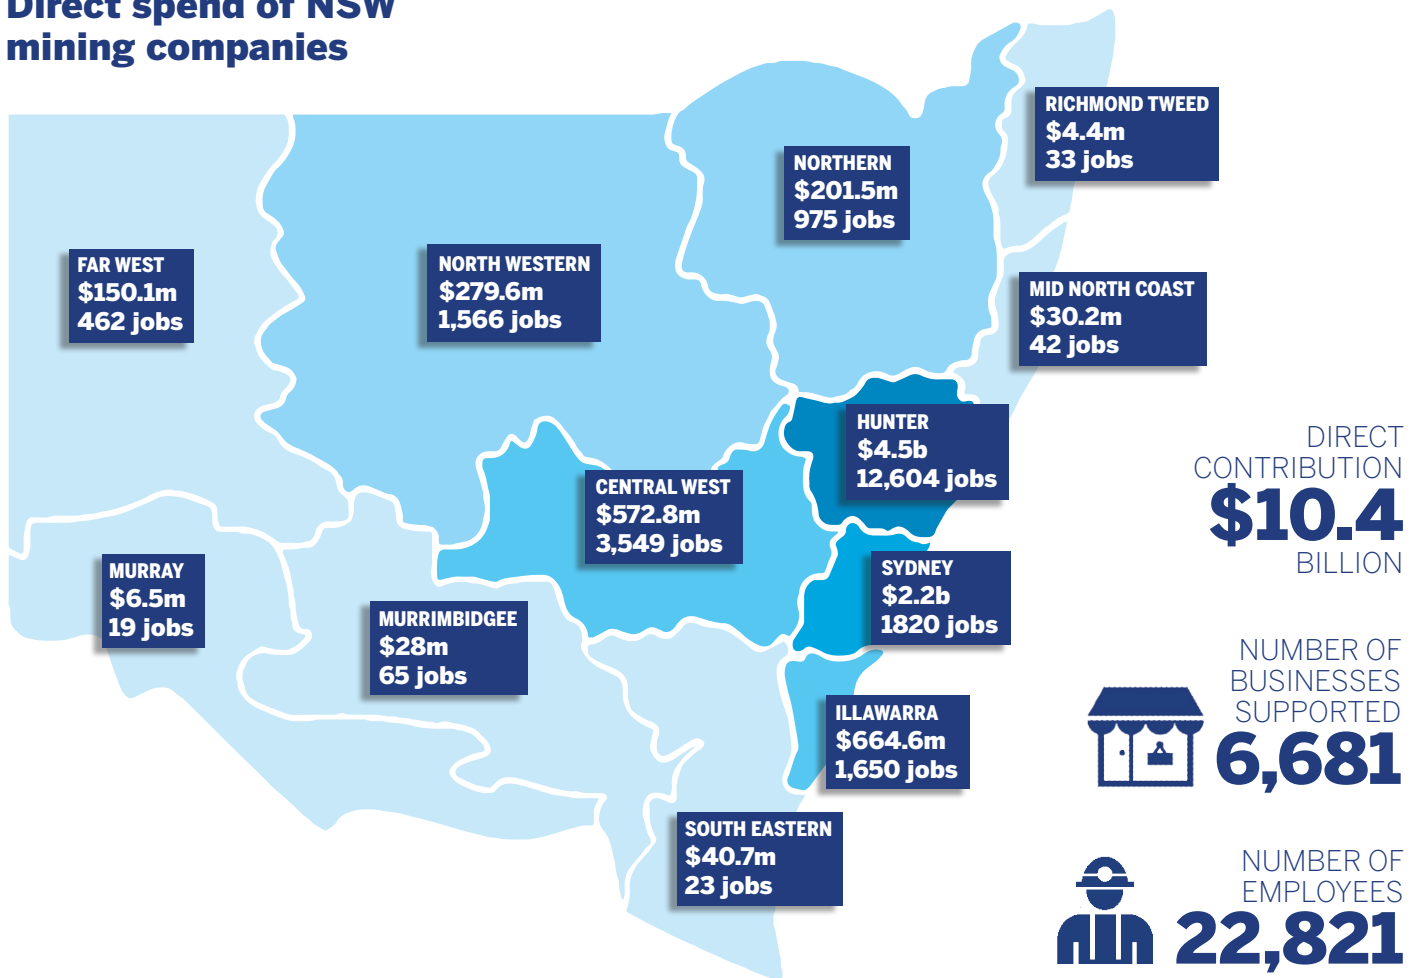 Direct spend of NSW
mining companies
RICHMOND TWEED
$4.4m
33 jobs
NORTHERN
$201.5m
975 jobs
FAR WEST
$150.1m
462 jobs
NORTH WESTERN
$279.6m
1,566 jobs
MID NORTH COAST
$30.2m
42 jobs
HUNTER
$4.5b
12,604 jobs
CENTRAL WEST
$572.8m
3,549 jobs
SYDNEY
$2.2b
1820 jobs
MURRAY
$6.5m
19 jobs
MURRIMBIDGEE
$28m
65 jobs
ILLAWARRA
$664.6m
1,650 jobs
SOUTH EASTERN
$40.7m
23 jobs
DIRECT
CONTRIBUTION
$10.4
BILLION
NUMBER OF
BUSINESSES
SUPPORTED
6,681
NUMBER OF
EMPLOYEES
22,821